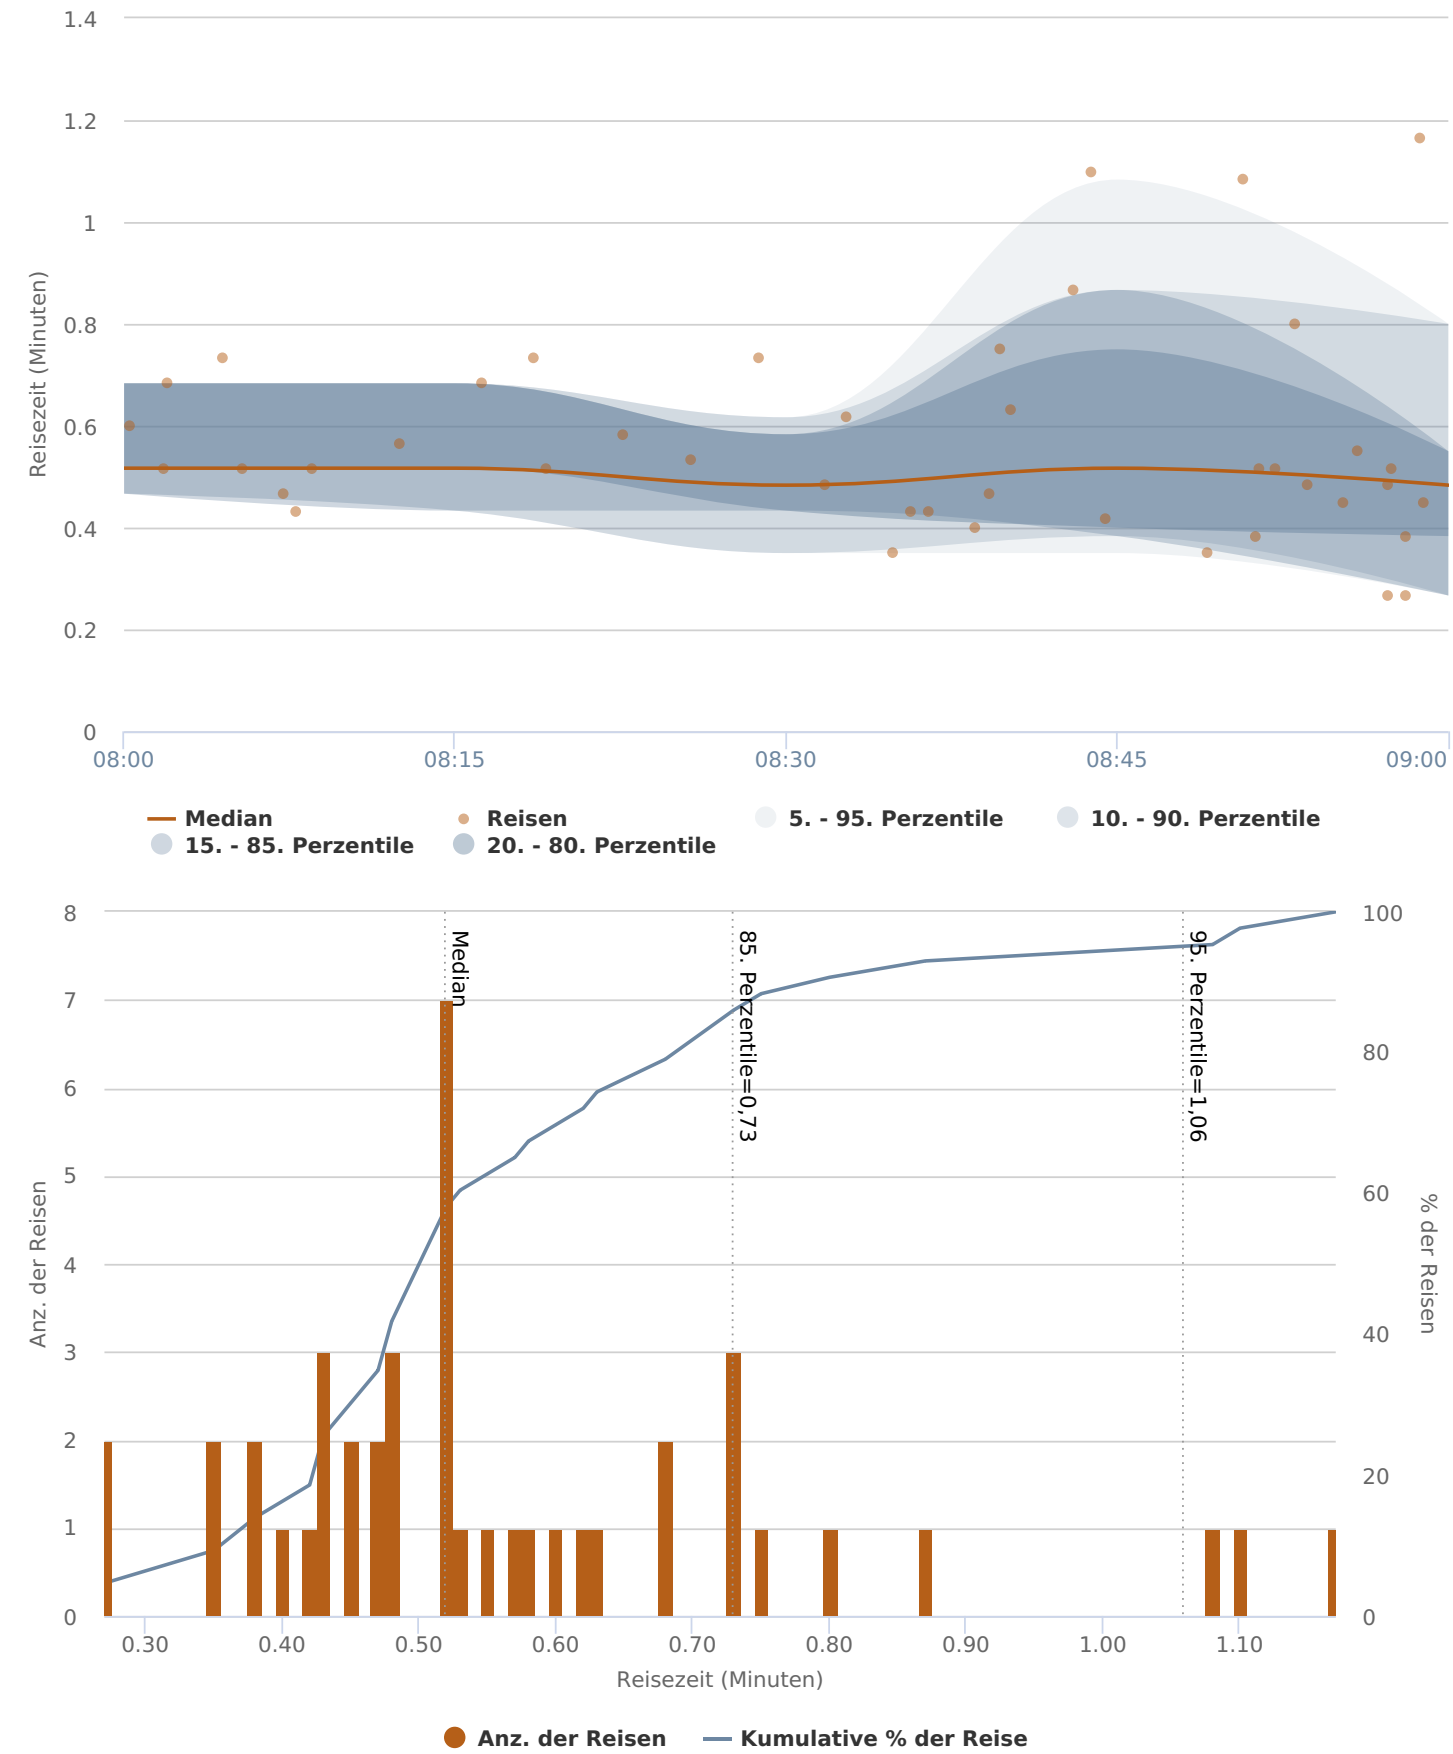 1.4
1.2
1
0.8
0.6
0.4
0.2
0
Reisezeit (Minuten)
08:00 08:15 08:30 08:45 09:00
Median Reisen 5. - 95. Perzentile 10. - 90. Perzentile
15. - 85. Perzentile 20. - 80. Perzentile
8
7
6
5
4
3
2
1
0
Anz. der Reisen
Median
85. Perzentile=0,73
95. Perzentile=1,06
100
80
60
40
20
0
% der Reisen
0.30 0.40 0.50 0.60 0.70 0.80 0.90 1.00 1.10
Reisezeit (Minuten)
Anz. der Reisen Kumulative % der Reise